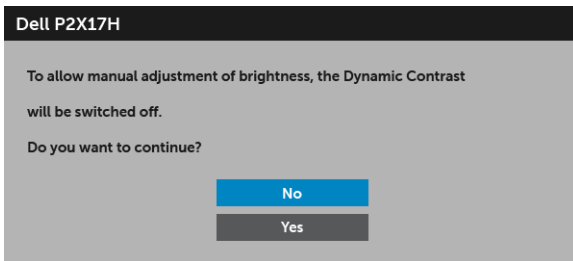 Dell P2X17H
To allow manual adjustment of brightness, the Dynamic Contrast
will be switched off.
Do you want to continue?
No
Yes